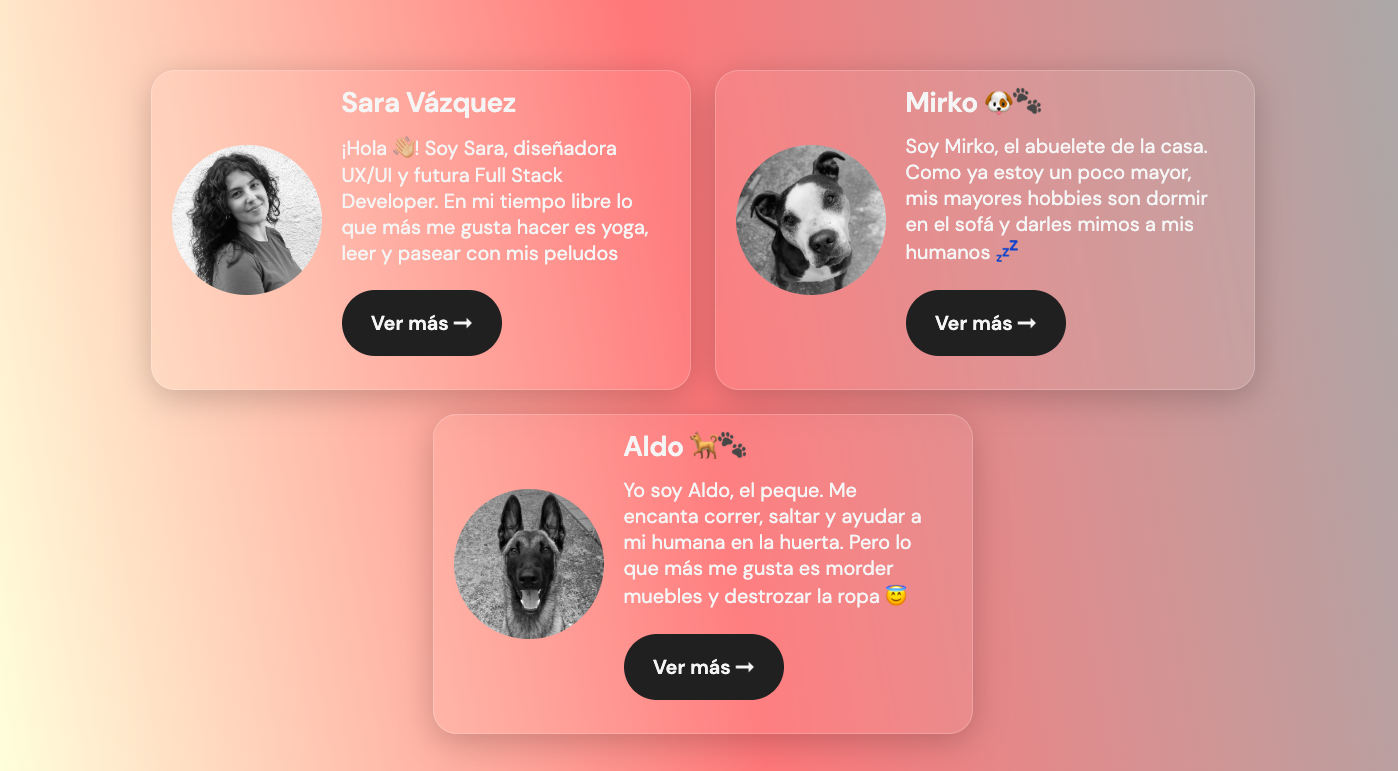 Sara Vázquez
¡Hola 👋🏼! Soy Sara, diseñadora
UX/UI y futura Full Stack
Developer. En mi tiempo libre lo
que más me gusta hacer es yoga,
leer y pasear con mis peludos
Ver más →
Mirko 🐶🐾
Soy Mirko, el abuelete de la casa.
Como ya estoy un poco mayor,
mis mayores hobbies son dormir
en el sofá y darles mimos a mis
humanos 💤
Ver más →
Aldo 🐕🐾
Yo soy Aldo, el peque. Me
encanta correr, saltar y ayudar a
mi humana en la huerta. Pero lo
que más me gusta es morder
muebles y destrozar la ropa 😇
Ver más →